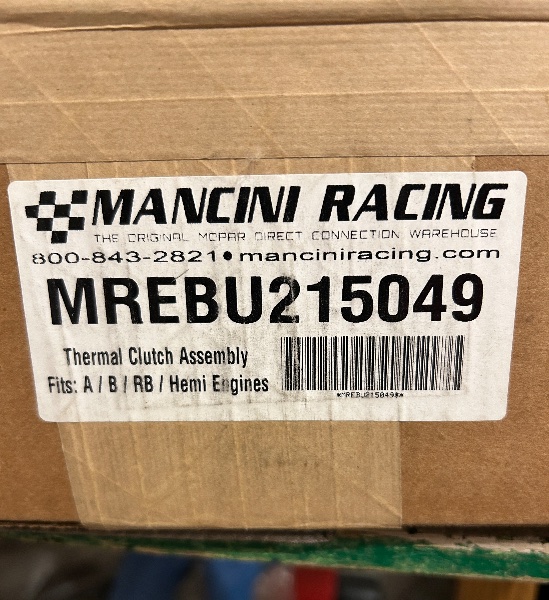 MANCINI RACING
THE ORIGINAL MOPAR DIRECT CONNECTION WAREHOUSE
800-843-2821•manciniracing.com
MREBU215049
Thermal Clutch Assembly
Fits: A / B / RB / Hemi Engines